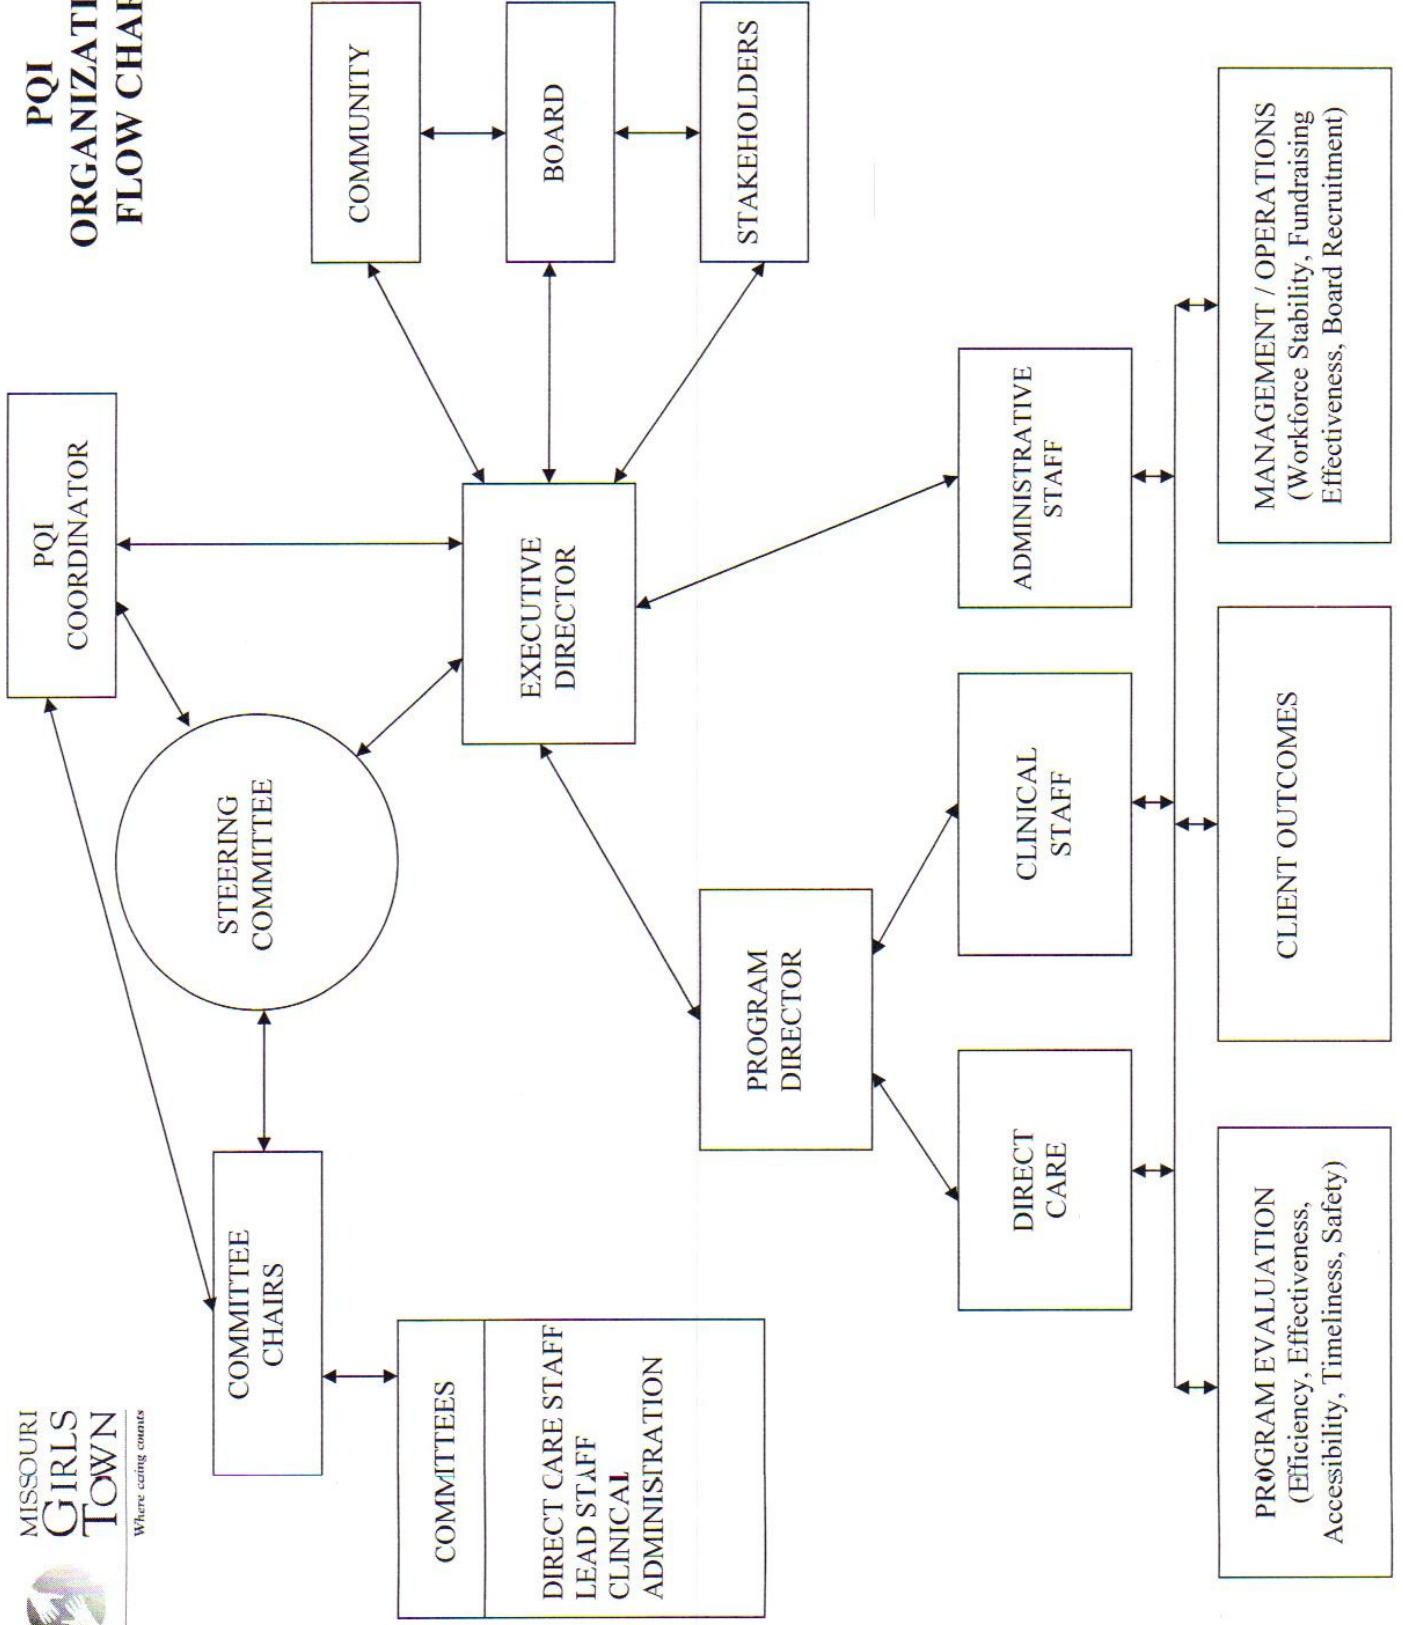 MISSOURI
GIRLS
TOWN
Where caring counts
PQI
ORGANIZATI
FLOW CHA
PQI
COORDINATOR
COMMITTEE
CHAIRS
STEERING
COMMITTEE
COMMUNITY
COMMITTEES
DIRECT CARE STAFF
LEAD STAFF
CLINICAL
ADMINISTRATION
EXECUTIVE
DIRECTOR
BOARD
STAKEHOLDERS
PROGRAM
DIRECTOR
DIRECT
CARE
CLINICAL
STAFF
ADMINISTRATIVE
STAFF
PROGRAM EVALUATION
(Efficiency, Effectiveness,
Accessibility, Timeliness, Safety)
CLIENT OUTCOMES
MANAGEMENT / OPERATIONS
(Workforce Stability, Fundraising
Effectiveness, Board Recruitment)